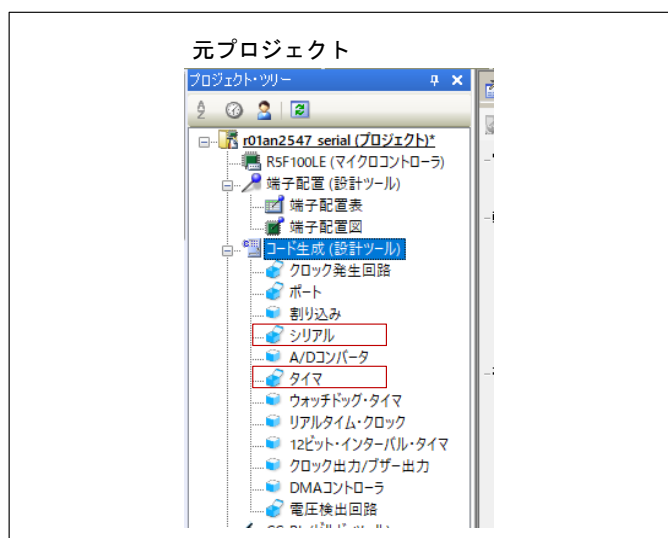 元プロジェクト
プロジェクト・ツリー
r01an2547_serial (プロジェクト)*
R5F100LE (マイクロコントローラ)
端子配置 (設計ツール)
端子配置表
端子配置図
コード生成 (設計ツール)
クロック発生回路
ポート
割り込み
シリアル
A/Dコンバータ
タイマ
ウォッチドッグ・タイマ
リアルタイム・クロック
12ビット・インターバル・タイマ
クロック出力/ブザー出力
DMAコントローラ
電圧検出回路